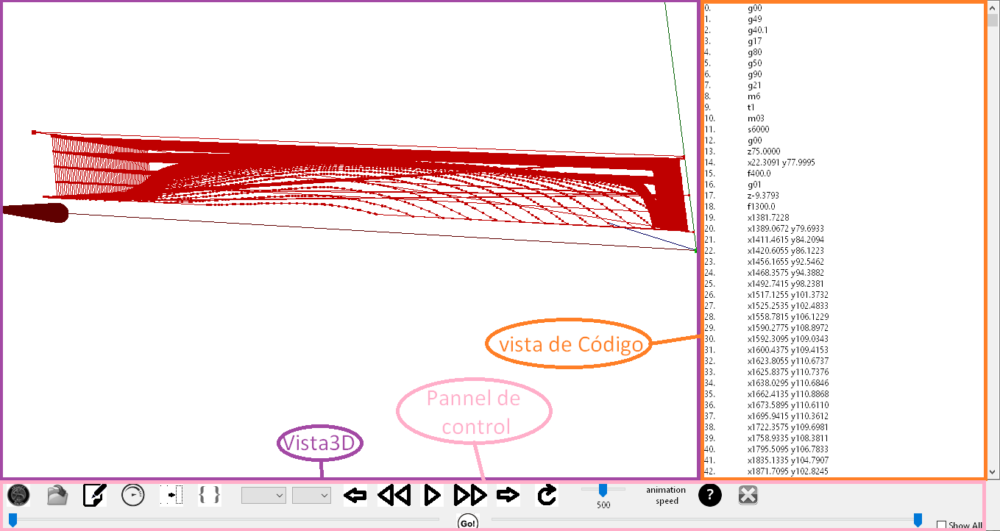 0. g00
1. g49
2. g40.1
3. g17
4. g80
5. g50
6. g90
7. g21
8. m6
9. t1
10. m03
11. s6000
12. g00
13. z75.0000
14. x22.3091 y77.9995
15. f400.0
16. g01
17. z-9.3793
18. f1300.0
19. x1381.7228
20. x1389.0672 y79.6933
21. x1411.4615 y84.2094
22. x1420.6055 y86.1223
23. x1456.1655 y92.5462
24. x1468.3575 y94.3882
25. x1492.7415 y98.2381
26. x1517.1255 y101.3732
27. x1525.2535 y102.4833
28. x1558.7815 y106.1229
29. x1590.2775 y108.8972
30. x1592.3095 y109.0343
31. x1600.4375 y109.4153
32. x1623.8055 y110.6737
33. x1625.8375 y110.7376
34. x1638.0295 y110.6846
35. x1662.4135 y110.8868
36. x1673.5895 y110.6110
37. x1695.9415 y110.3612
38. x1722.3575 y109.6981
39. x1758.9335 y108.3811
40. x1795.5095 y106.7833
41. x1835.1335 y104.7907
42. x1871.7095 y102.8245
vista de Código
Pannel de
control
Vista3D
{ }
500
animation
speed
?
Go!
Show All